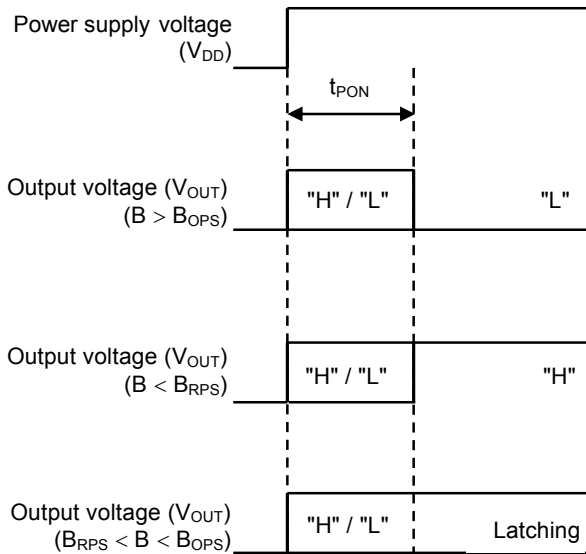 Power supply voltage
(VDD)
tPON
Output voltage (VOUT)
(B > BOPS)
"H" / "L"
"L"
Output voltage (VOUT)
(B < BRPS)
"H" / "L"
"H"
Output voltage (VOUT)
(BRPS < B < BOPS)
"H" / "L"
Latching